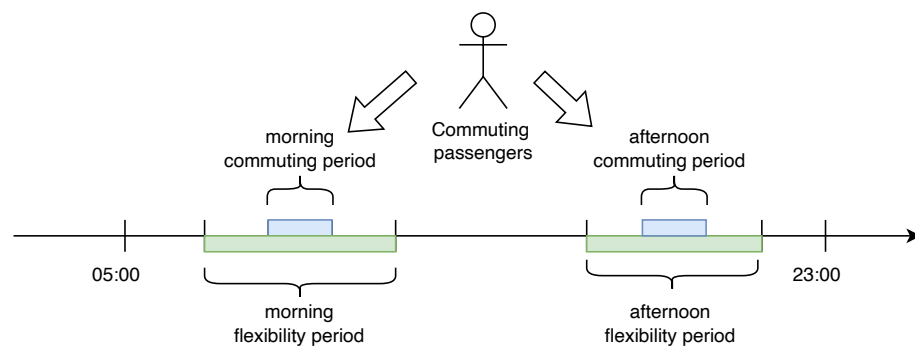 Commuting
passengers
morning
commuting period
afternoon
commuting period
05:00
23:00
morning
flexibility period
afternoon
flexibility period